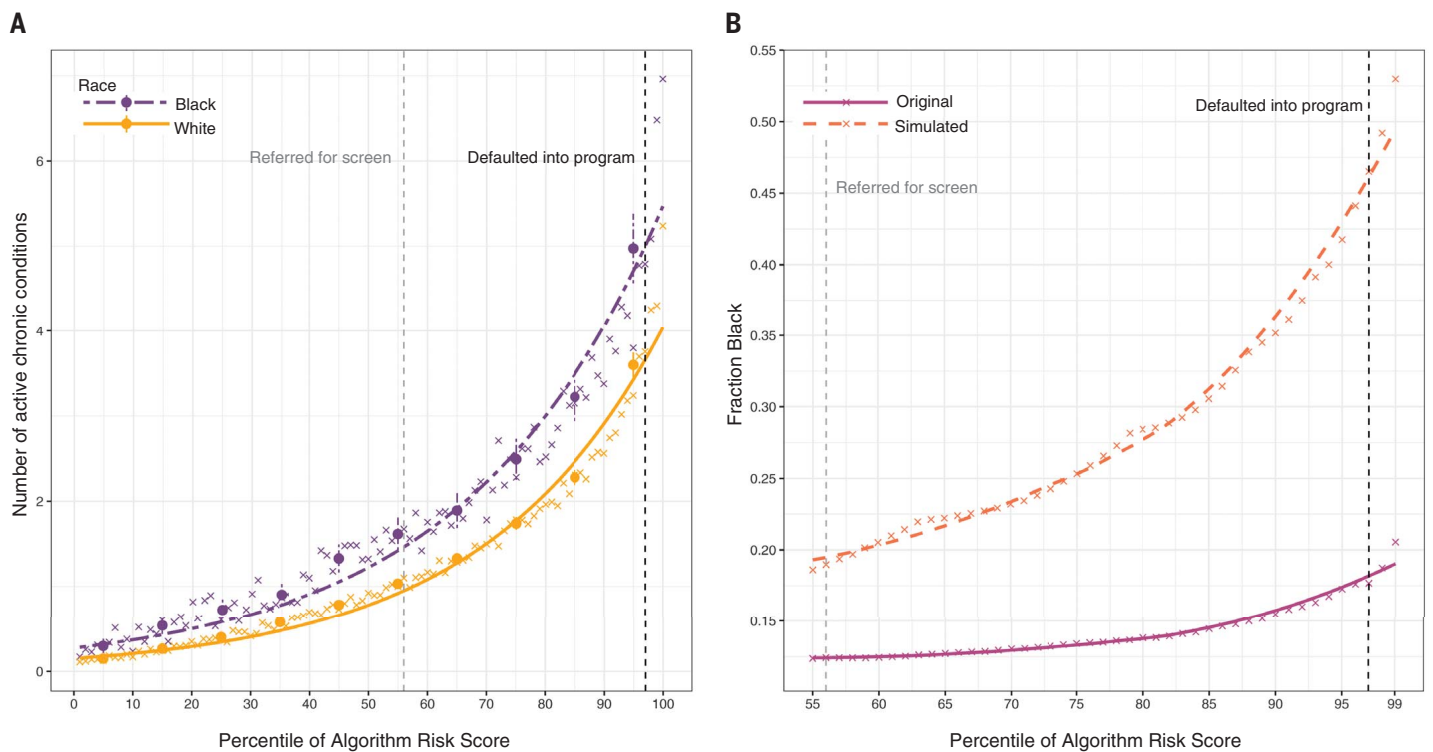 A
Race
Black
White
Referred for screen
Defaulted into program
6
4
2
0
Number of active chronic conditions
0 10 20 30 40 50 60 70 80 90 100
Percentile of Algorithm Risk Score
B
0.55
Original
Simulated
Defaulted into program
Referred for screen
0.50
0.45
0.40
0.35
0.30
0.25
0.20
0.15
Fraction Black
55 60 65 70 75 80 85 90 95 99
Percentile of Algorithm Risk Score